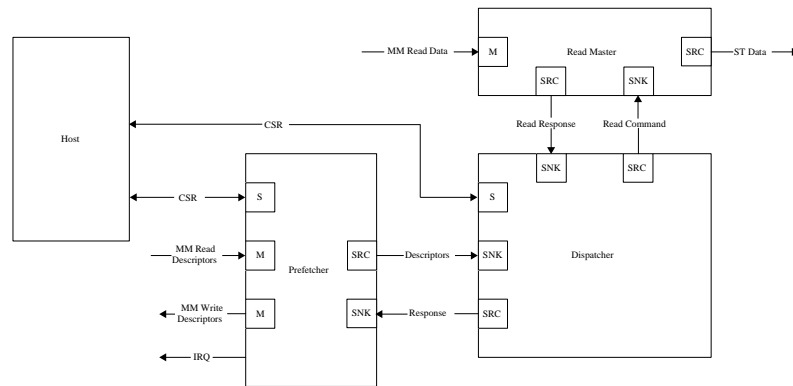 MM Read Data
M
Read Master
SRC
ST Data
SRC
SNK
Read Response
Read Command
CSR
Host
SNK
SRC
CSR
S
S
MM Read
Descriptors
M
SRC
Descriptors
SNK
Dispatcher
Prefetcher
MM Write
Descriptors
M
SNK
Response
SRC
IRQ